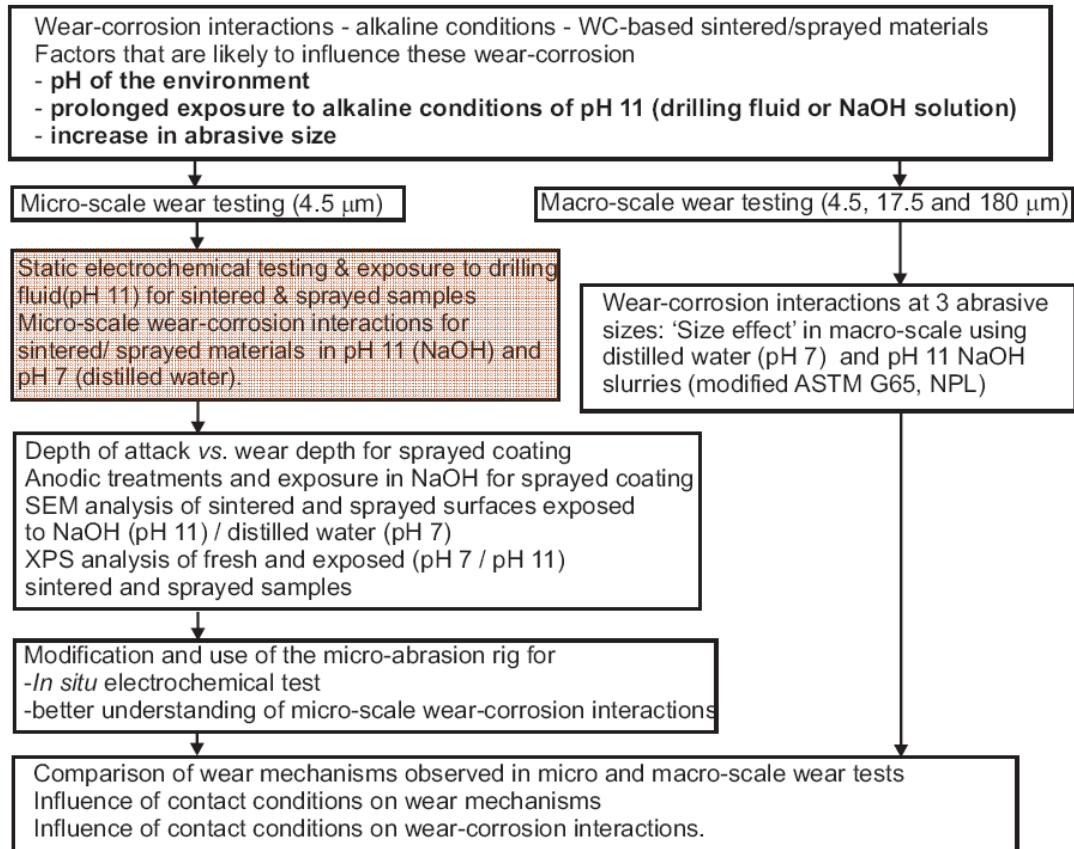 Wear-corrosion interactions - alkaline conditions - WC-based sintered/sprayed materials
Factors that are likely to influence these wear-corrosion
- pH of the environment
- prolonged exposure to alkaline conditions of pH 11 (drilling fluid or NaOH solution)
- increase in abrasive size
Micro-scale wear testing (4.5 μm)
Macro-scale wear testing (4.5, 17.5 and 180 μm)
Static electrochemical testing & exposure to drilling
fluid(pH 11) for sintered & sprayed samples
Micro-scale wear-corrosion interactions for
sintered/ sprayed materials in pH 11 (NaOH) and
pH 7 (distilled water).
Wear-corrosion interactions at 3 abrasive
sizes: ‘Size effect’ in macro-scale using
distilled water (pH 7) and pH 11 NaOH
slurries (modified ASTM G65, NPL)
Depth of attack vs. wear depth for sprayed coating
Anodic treatments and exposure in NaOH for sprayed coating
SEM analysis of sintered and sprayed surfaces exposed
to NaOH (pH 11) / distilled water (pH 7)
XPS analysis of fresh and exposed (pH 7 / pH 11)
sintered and sprayed samples
Modification and use of the micro-abrasion rig for
-In situ electrochemical test
-better understanding of micro-scale wear-corrosion interactions
Comparison of wear mechanisms observed in micro and macro-scale wear tests
Influence of contact conditions on wear mechanisms
Influence of contact conditions on wear-corrosion interactions.